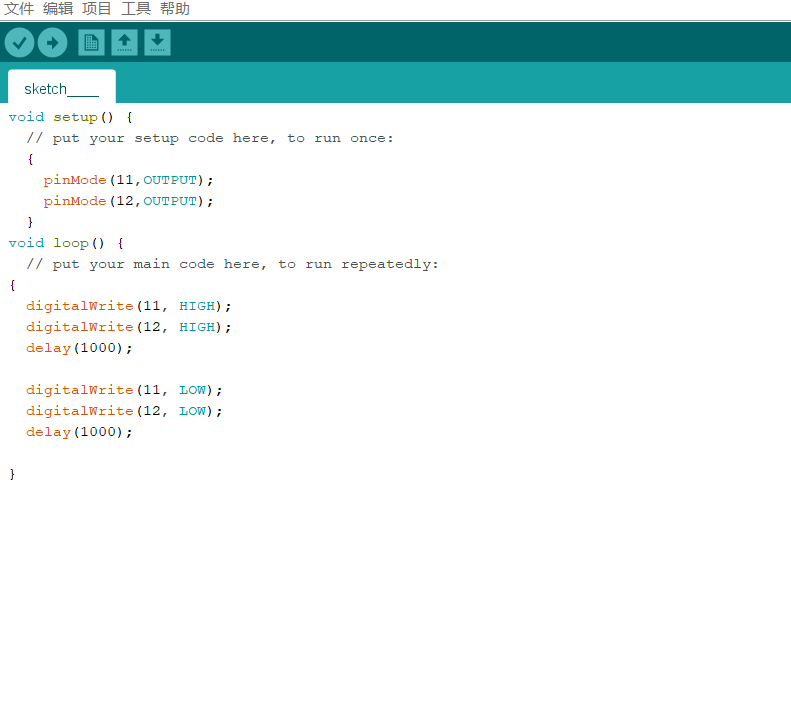 文件 编辑 项目 工具 帮助
sketch____
void setup() {
  // put your setup code here, to run once:
  {
    pinMode(11,OUTPUT);
    pinMode(12,OUTPUT);
  }
void loop() {
  // put your main code here, to run repeatedly:
{
  digitalWrite(11, HIGH);
  digitalWrite(12, HIGH);
  delay(1000);
  digitalWrite(11, LOW);
  digitalWrite(12, LOW);
  delay(1000);
}